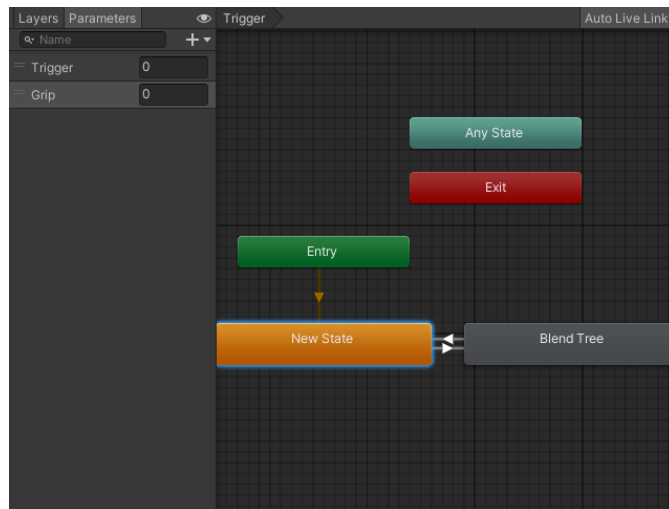 Layers Parameters Trigger Auto Live Link
Name
Trigger 0
Grip 0
Any State
Exit
Entry
New State Blend Tree